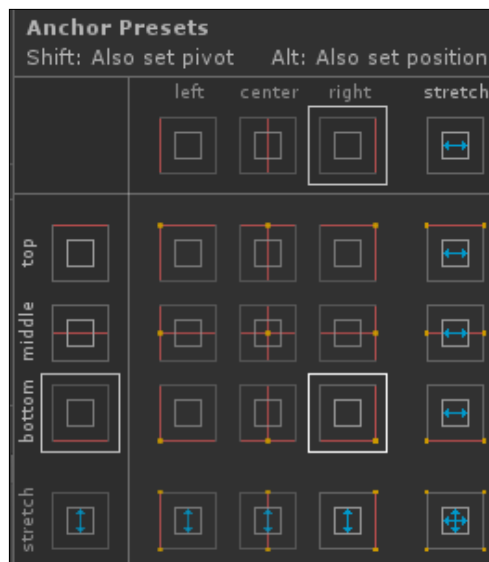 Anchor Presets
Shift: Also set pivot Alt: Also set position
left center right stretch
top
middle
bottom
stretch